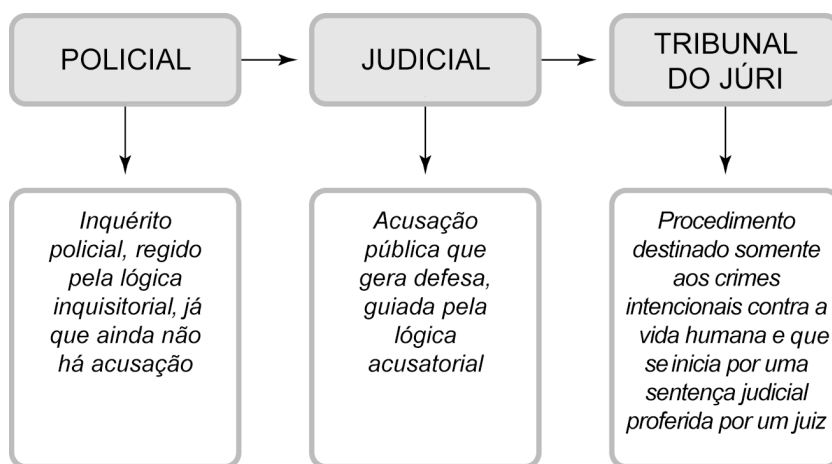 POLICIAL
JUDICIAL
TRIBUNAL
DO JÚRI
Inquérito
policial, regido
pela lógica
inquisitorial, já
que ainda não
há acusação
Acusação
pública que
gera defesa,
guiada pela
lógica
acusatorial
Procedimento
destinado somente
aos crimes
intencionais contra a
vida humana e que
se inicia por uma
sentença judicial
proferida por um juiz